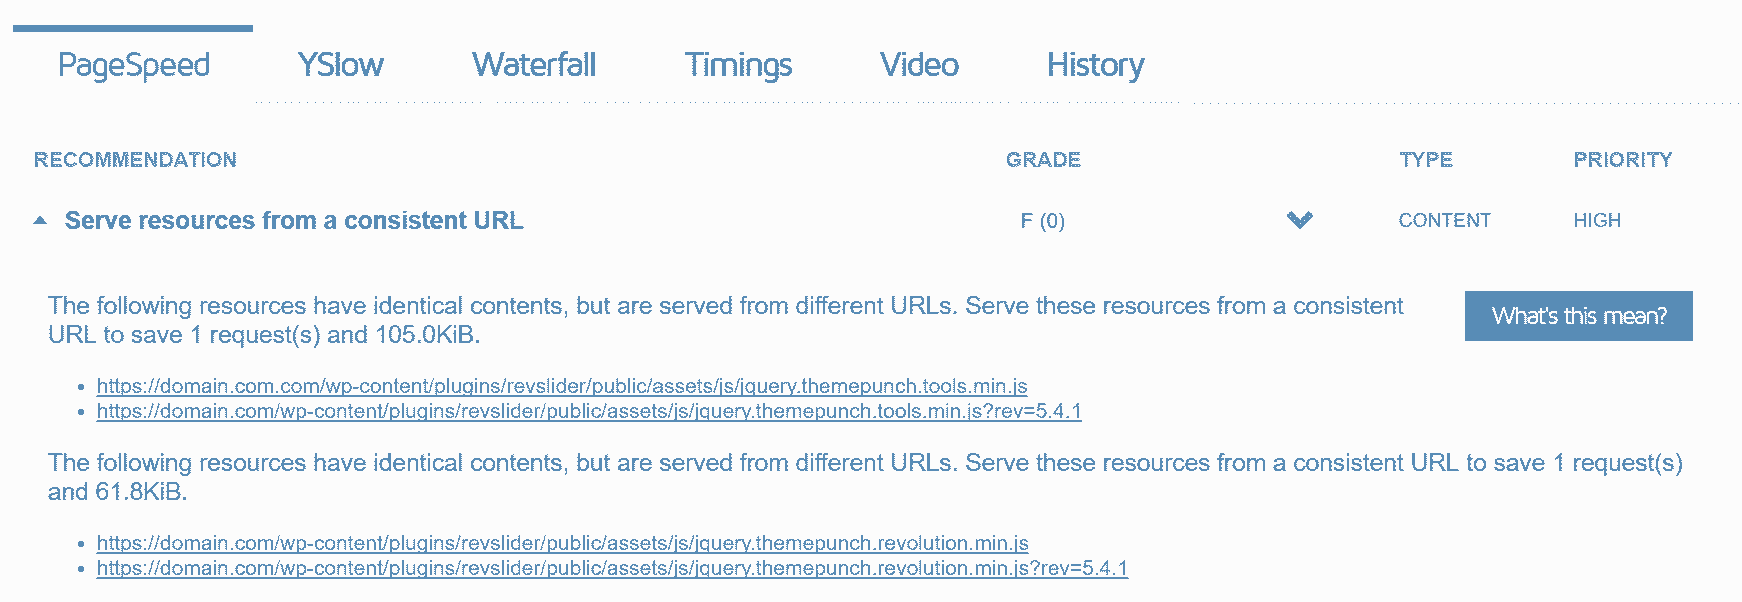 PageSpeed YSlow Waterfall Timings Video History
RECOMMENDATION GRADE TYPE PRIORITY
Serve resources from a consistent URL F (0) CONTENT HIGH
The following resources have identical contents, but are served from different URLs. Serve these resources from a consistent
URL to save 1 request(s) and 105.0KiB.
What's this mean?
https://domain.com.com/wp-content/plugins/revslider/public/assets/js/jquery.themepunch.tools.min.js
https://domain.com/wp-content/plugins/revslider/public/assets/js/jquery.themepunch.tools.min.js?rev=5.4.1
The following resources have identical contents, but are served from different URLs. Serve these resources from a consistent URL to save 1 request(s)
and 61.8KiB.
https://domain.com/wp-content/plugins/revslider/public/assets/js/jquery.themepunch.revolution.min.js
https://domain.com/wp-content/plugins/revslider/public/assets/js/jquery.themepunch.revolution.min.js?rev=5.4.1